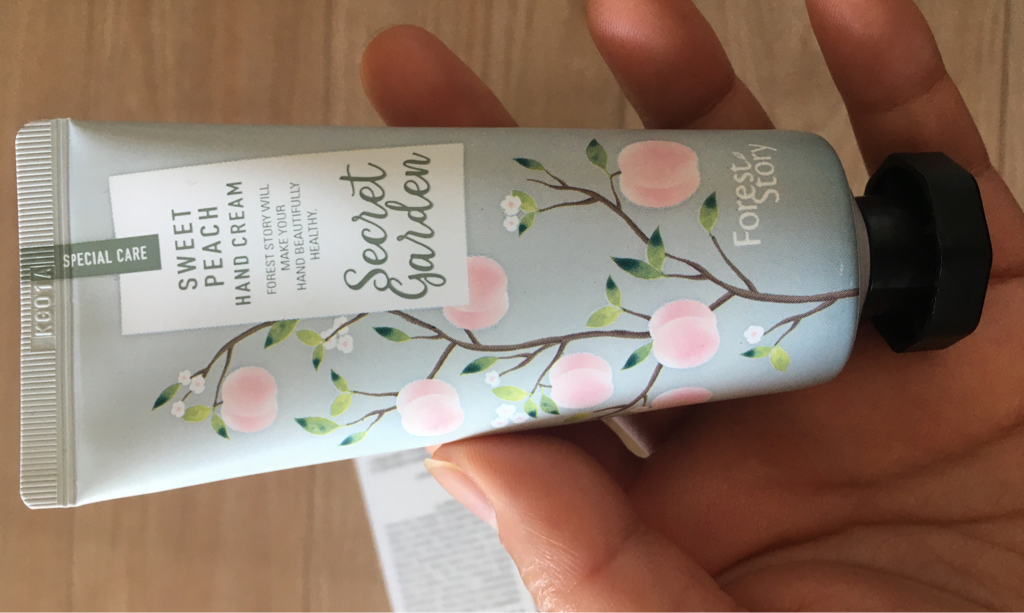 SPECIAL CARE
SWEET
PEACH
HAND CREAM
FOREST STORY WILL
MAKE YOUR
HAND BEAUTIFULLY
HEALTHY.
Secret
Garden
Forest
Story